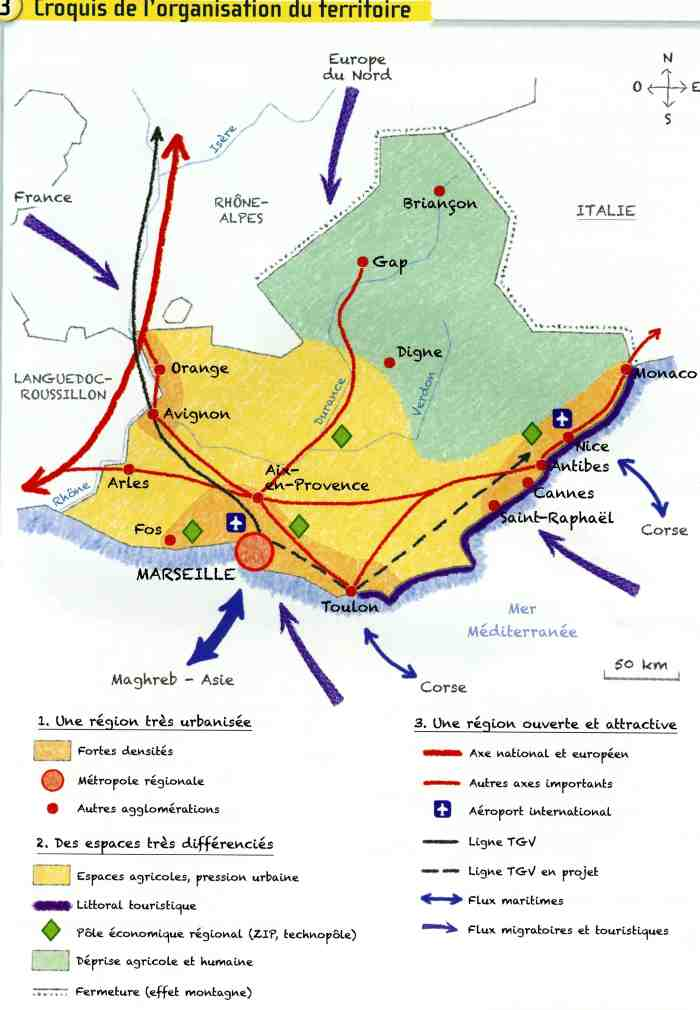 3 Croquis de l'organisation du territoire
Europe
du Nord
N
O E
S
Isère
France
RHÔNE-
ALPES
Briançon
ITALIE
Gap
Digne
Orange
LANGUEDOC-
ROUSSILLON
Durance
Verdon
Monaco
Avignon
Nice
Aix-
en-Provence
Antibes
Arles
Rhône
Cannes
Saint-Raphaël
Fos
Corse
MARSEILLE
Toulon
Mer
Méditerranée
50 km
Maghreb - Asie
Corse
1. Une région très urbanisée
Fortes densités
Métropole régionale
Autres agglomérations
2. Des espaces très différenciés
Espaces agricoles, pression urbaine
Littoral touristique
Pôle économique régional (ZIP, technopôle)
Déprise agricole et humaine
Fermeture (effet montagne)
3. Une région ouverte et attractive
Axe national et européen
Autres axes importants
Aéroport international
Ligne TGV
Ligne TGV en projet
Flux maritimes
Flux migratoires et touristiques